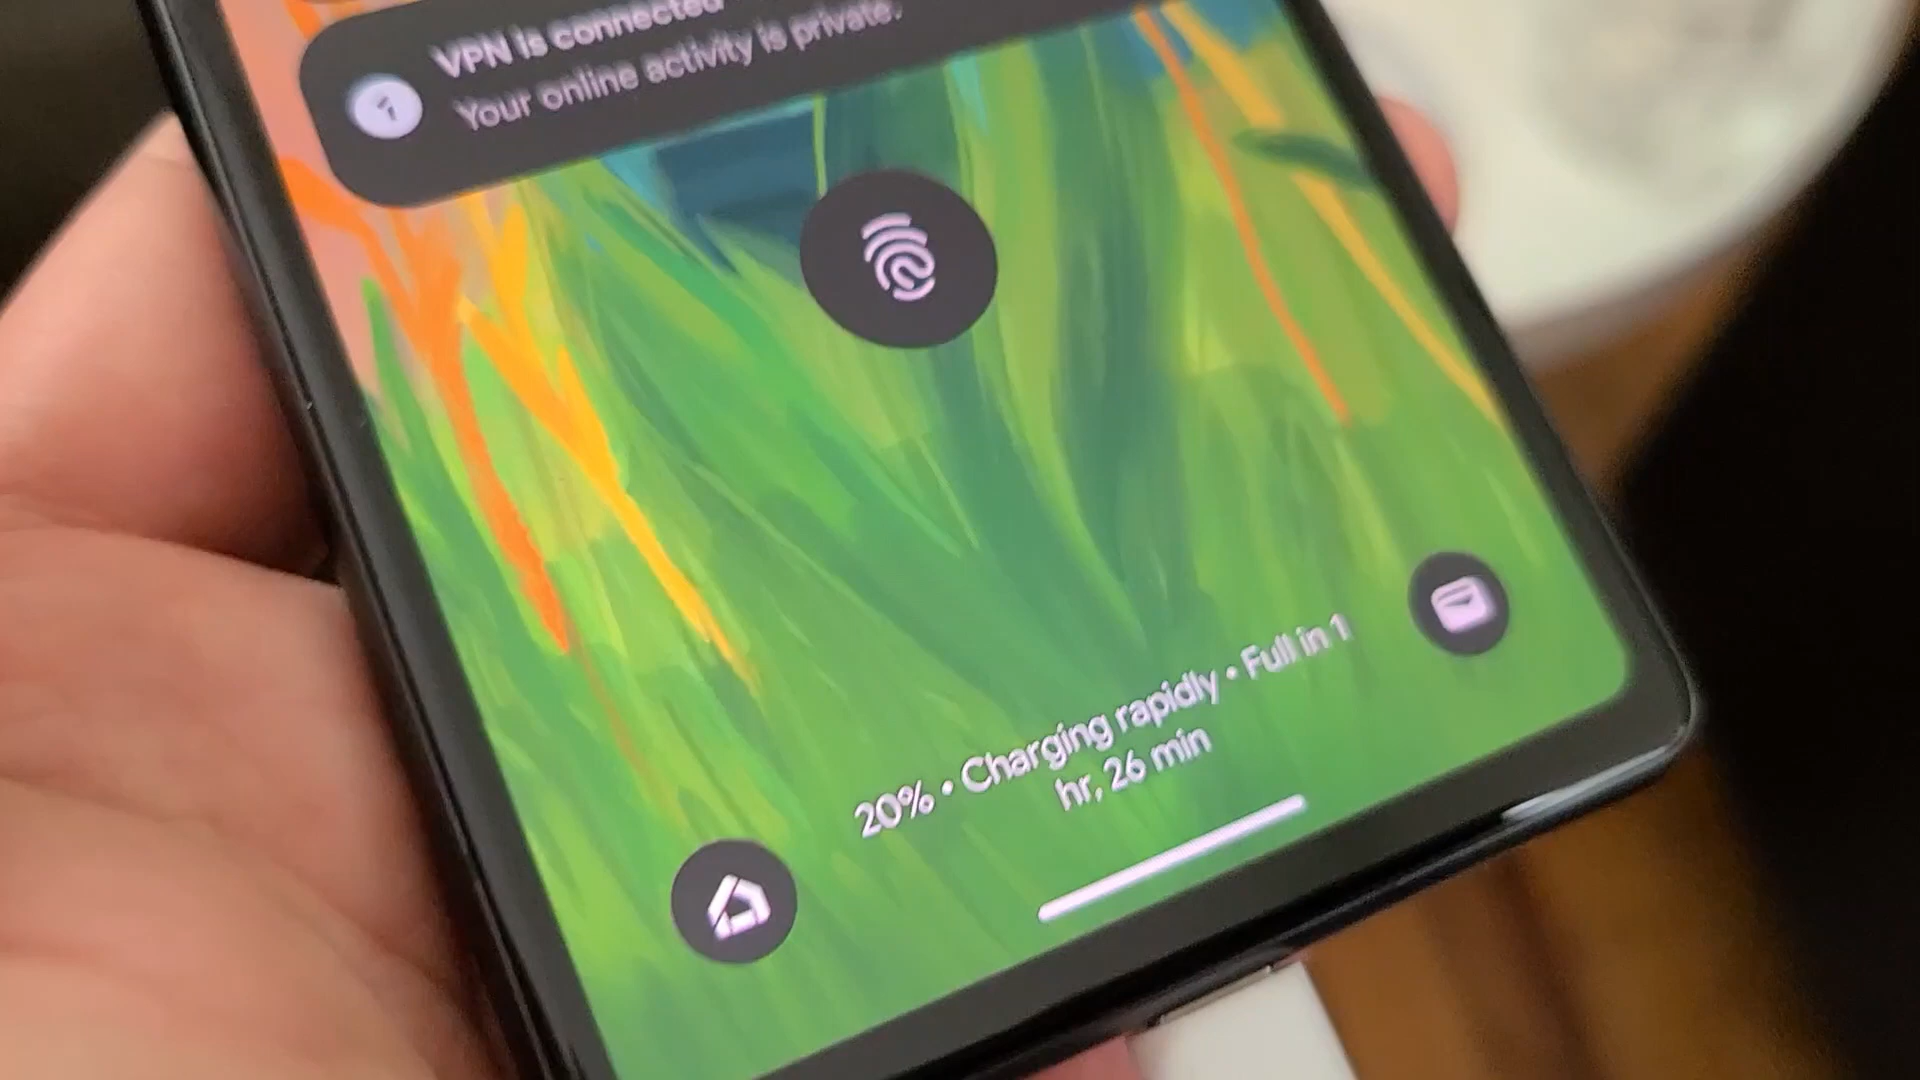 VPN is connected
Your online activity is private.
20% • Charging rapidly • Full in 1
hr, 26 min